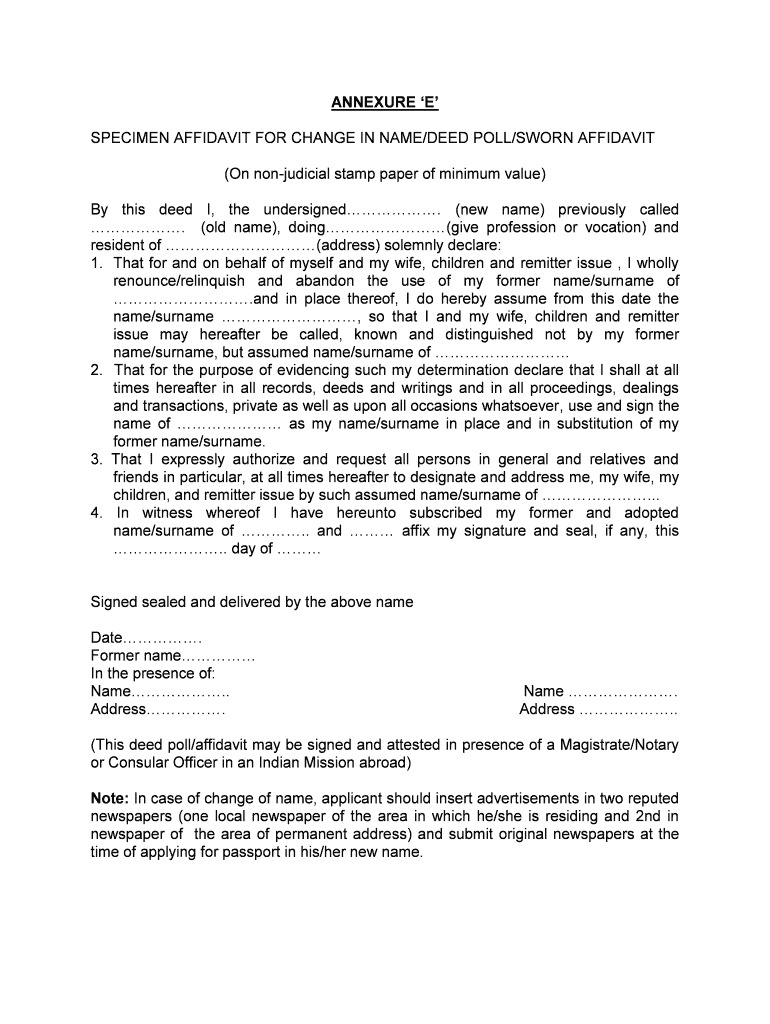 ANNEXURE ‘E’
SPECIMEN AFFIDAVIT FOR CHANGE IN NAME/DEED POLL/SWORN AFFIDAVIT
(On non-judicial stamp paper of minimum value)
By this deed I, the undersigned………………. (new name) previously called
………………. (old name), doing……………………(give profession or vocation) and
resident of …………………………(address) solemnly declare:
1. That for and on behalf of myself and my wife, children and remitter issue , I wholly
renounce/relinquish and abandon the use of my former name/surname of
……………………….and in place thereof, I do hereby assume from this date the
name/surname ………………………, so that I and my wife, children and remitter
issue may hereafter be called, known and distinguished not by my former
name/surname, but assumed name/surname of ………………………
2. That for the purpose of evidencing such my determination declare that I shall at all
times hereafter in all records, deeds and writings and in all proceedings, dealings
and transactions, private as well as upon all occasions whatsoever, use and sign the
name of ………………… as my name/surname in place and in substitution of my
former name/surname.
3. That I expressly authorize and request all persons in general and relatives and
friends in particular, at all times hereafter to designate and address me, my wife, my
children, and remitter issue by such assumed name/surname of …………………..
4. In witness whereof I have hereunto subscribed my former and adopted
name/surname of ………….. and ……… affix my signature and seal, if any, this
………………….. day of ………
Signed sealed and delivered by the above name
Date…………….
Former name……………
In the presence of:
Name……………….. Name ………………….
Address……………. Address ………………..
(This deed poll/affidavit may be signed and attested in presence of a Magistrate/Notary
or Consular Officer in an Indian Mission abroad)
Note: In case of change of name, applicant should insert advertisements in two reputed
newspapers (one local newspaper of the area in which he/she is residing and 2nd in
newspaper of the area of permanent address) and submit original newspapers at the
time of applying for passport in his/her new name.